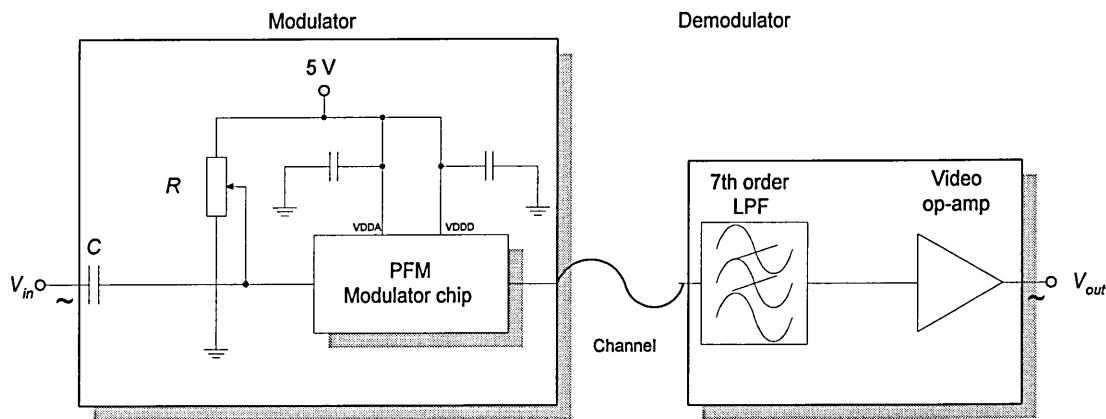 Modulator
Demodulator
5 V
R
VDDA
VDDD
C
V_in
~
PFM
Modulator chip
Channel
7th order
LPF
Video
op-amp
V_out
~